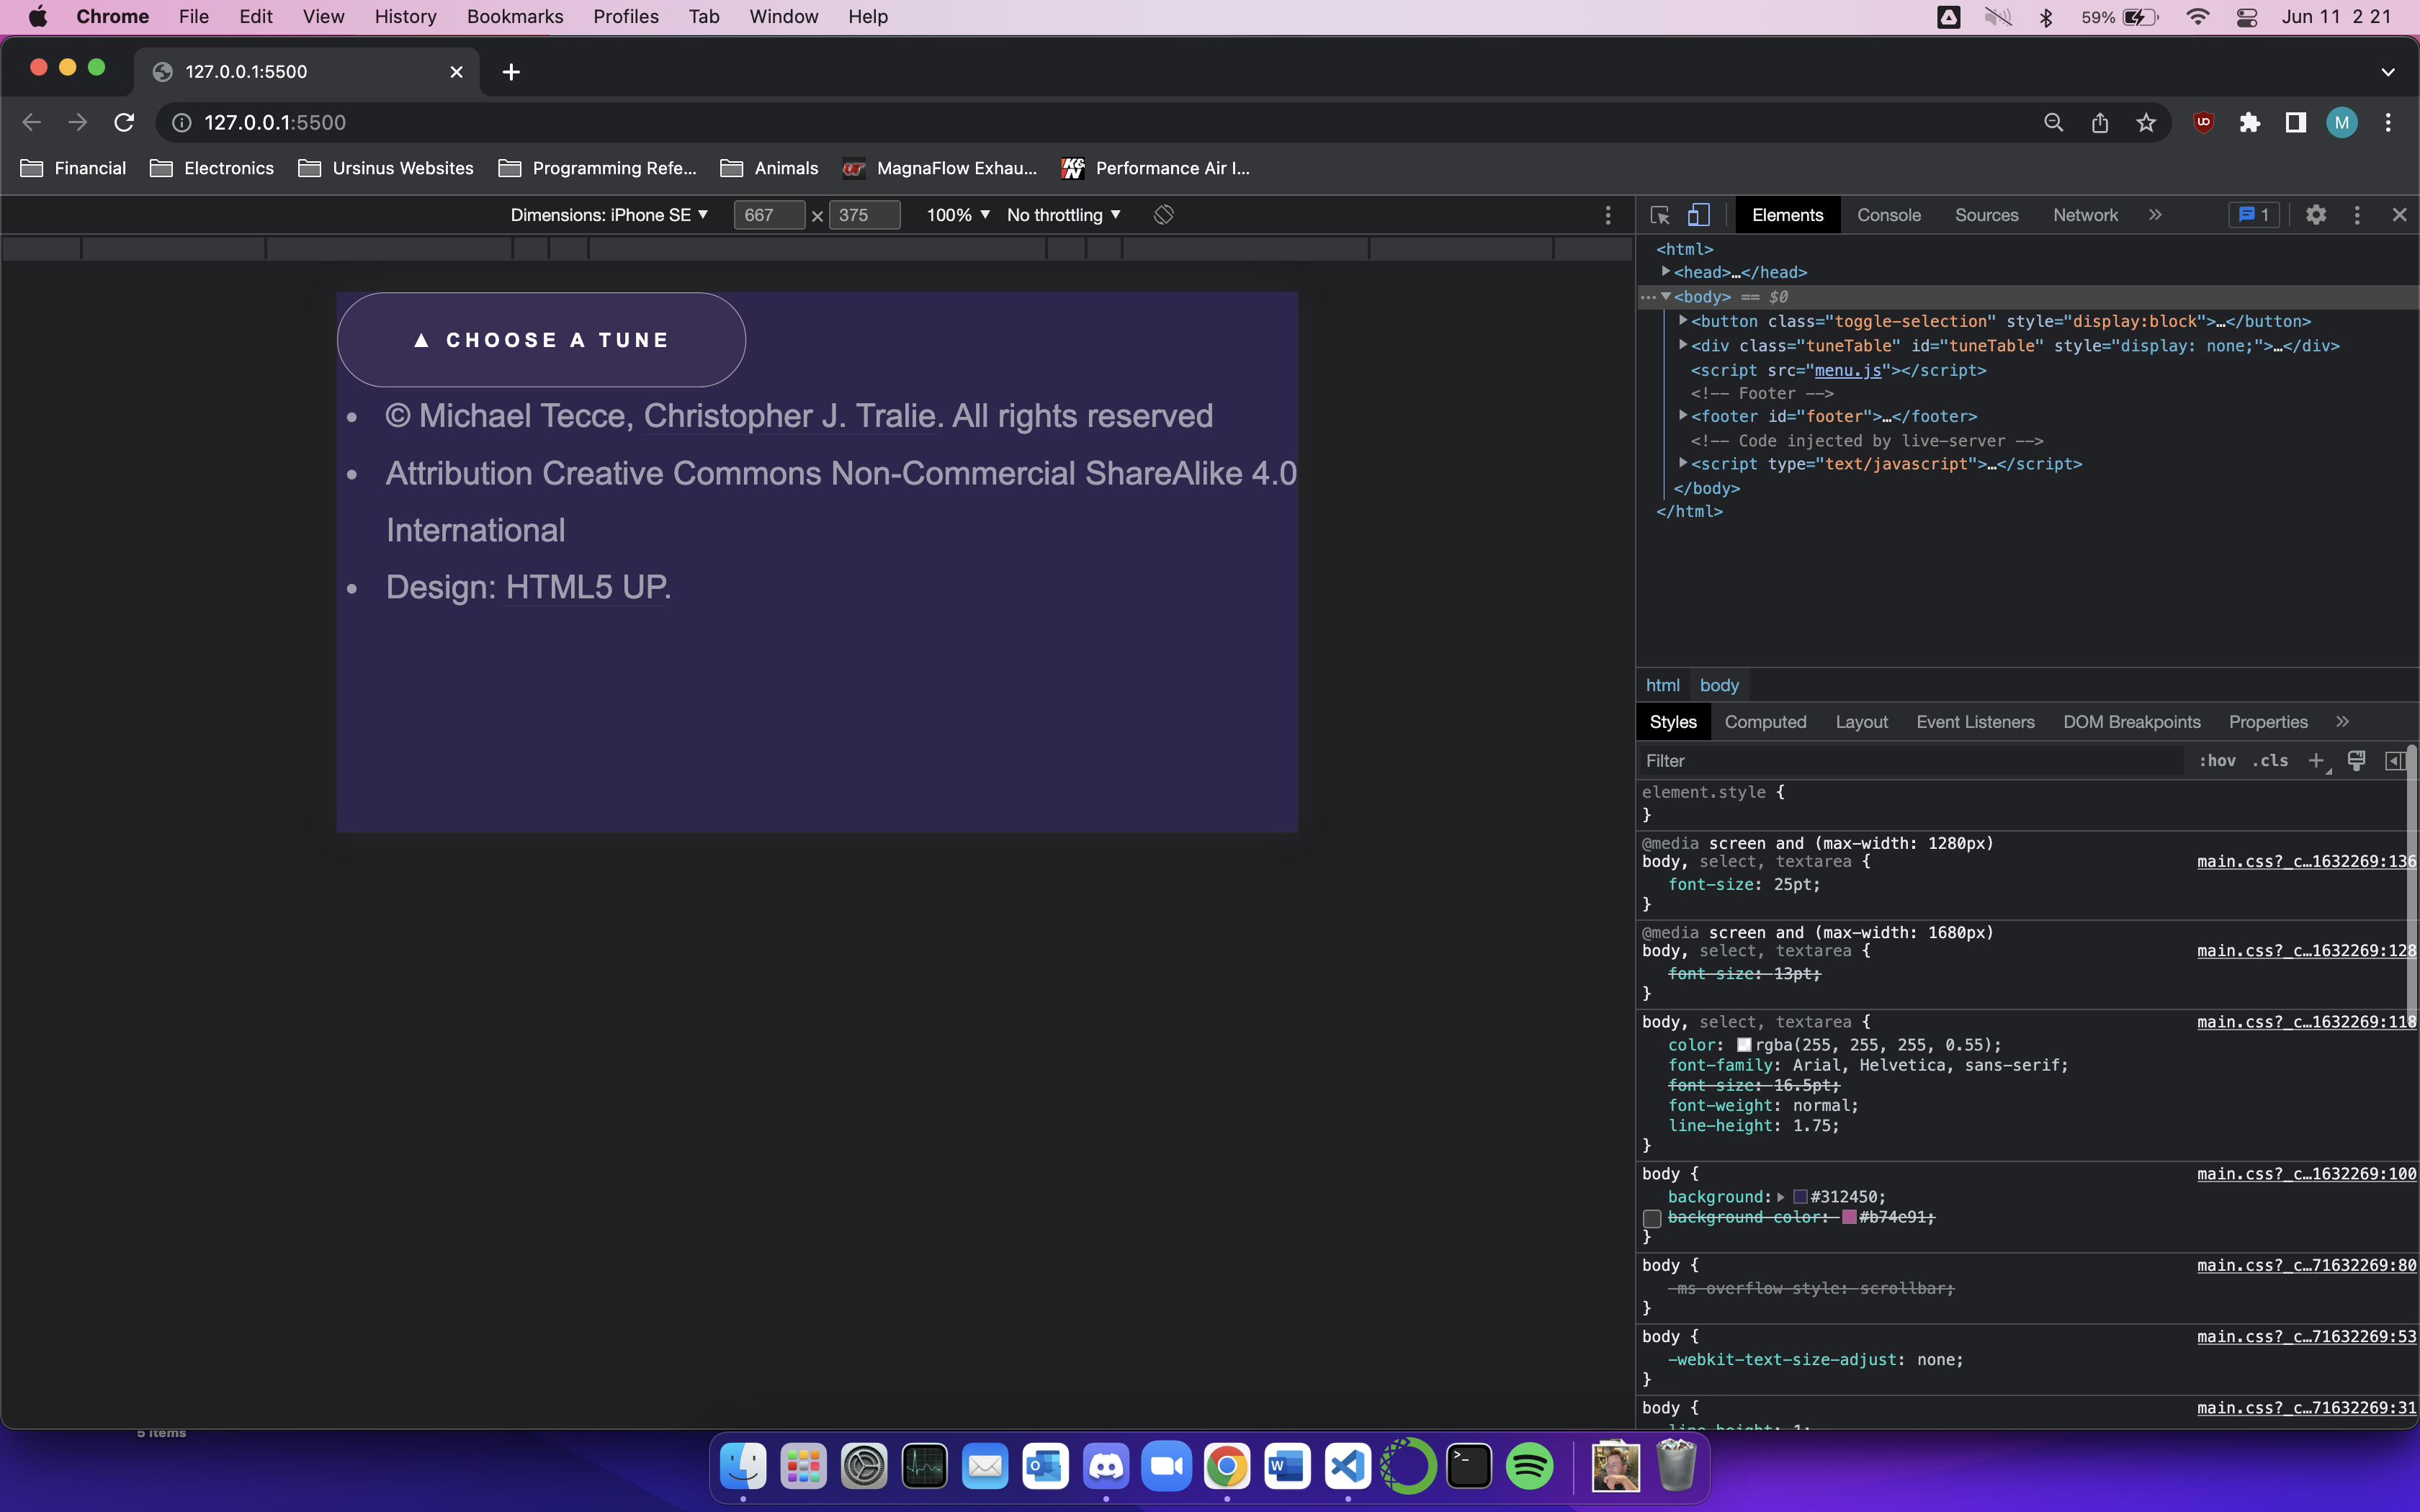 Chrome File Edit View History Bookmarks Profiles Tab Window Help 59% Jun 11 2 21
127.0.0.1:5500
127.0.0.1:5500 M
Financial Electronics Ursinus Websites Programming Refe... Animals MagnaFlow Exhau... Performance Air I...
Dimensions: iPhone SE 667 × 375 100% No throttling
Elements Console Sources Network 1
▲ CHOOSE A TUNE
• © Michael Tecce, Christopher J. Tralie. All rights reserved
• Attribution Creative Commons Non-Commercial ShareAlike 4.0
International
• Design: HTML5 UP.
<html>
<head>…</head>
<body> == $0
<button class="toggle-selection" style="display:block">…</button>
<div class="tuneTable" id="tuneTable" style="display: none;">…</div>
<script src="menu.js"></script>
<!-- Footer -->
<footer id="footer">…</footer>
<!-- Code injected by live-server -->
<script type="text/javascript">…</script>
</body>
</html>
html body
Styles Computed Layout Event Listeners DOM Breakpoints Properties
Filter :hov .cls
element.style {
}
@media screen and (max-width: 1280px)
body, select, textarea { main.css?_c…1632269:136
font-size: 25pt;
}
@media screen and (max-width: 1680px)
body, select, textarea { main.css?_c…1632269:128
font-size: 13pt;
}
body, select, textarea { main.css?_c…1632269:118
color: rgba(255, 255, 255, 0.55);
font-family: Arial, Helvetica, sans-serif;
font-size: 16.5pt;
font-weight: normal;
line-height: 1.75;
}
body { main.css?_c…1632269:100
background: #312450;
background-color: #b74e91;
}
body { main.css?_c…71632269:80
-ms-overflow-style: scrollbar;
}
body { main.css?_c…71632269:53
-webkit-text-size-adjust: none;
}
body { main.css?_c…71632269:31
line-height: 1;
5 items